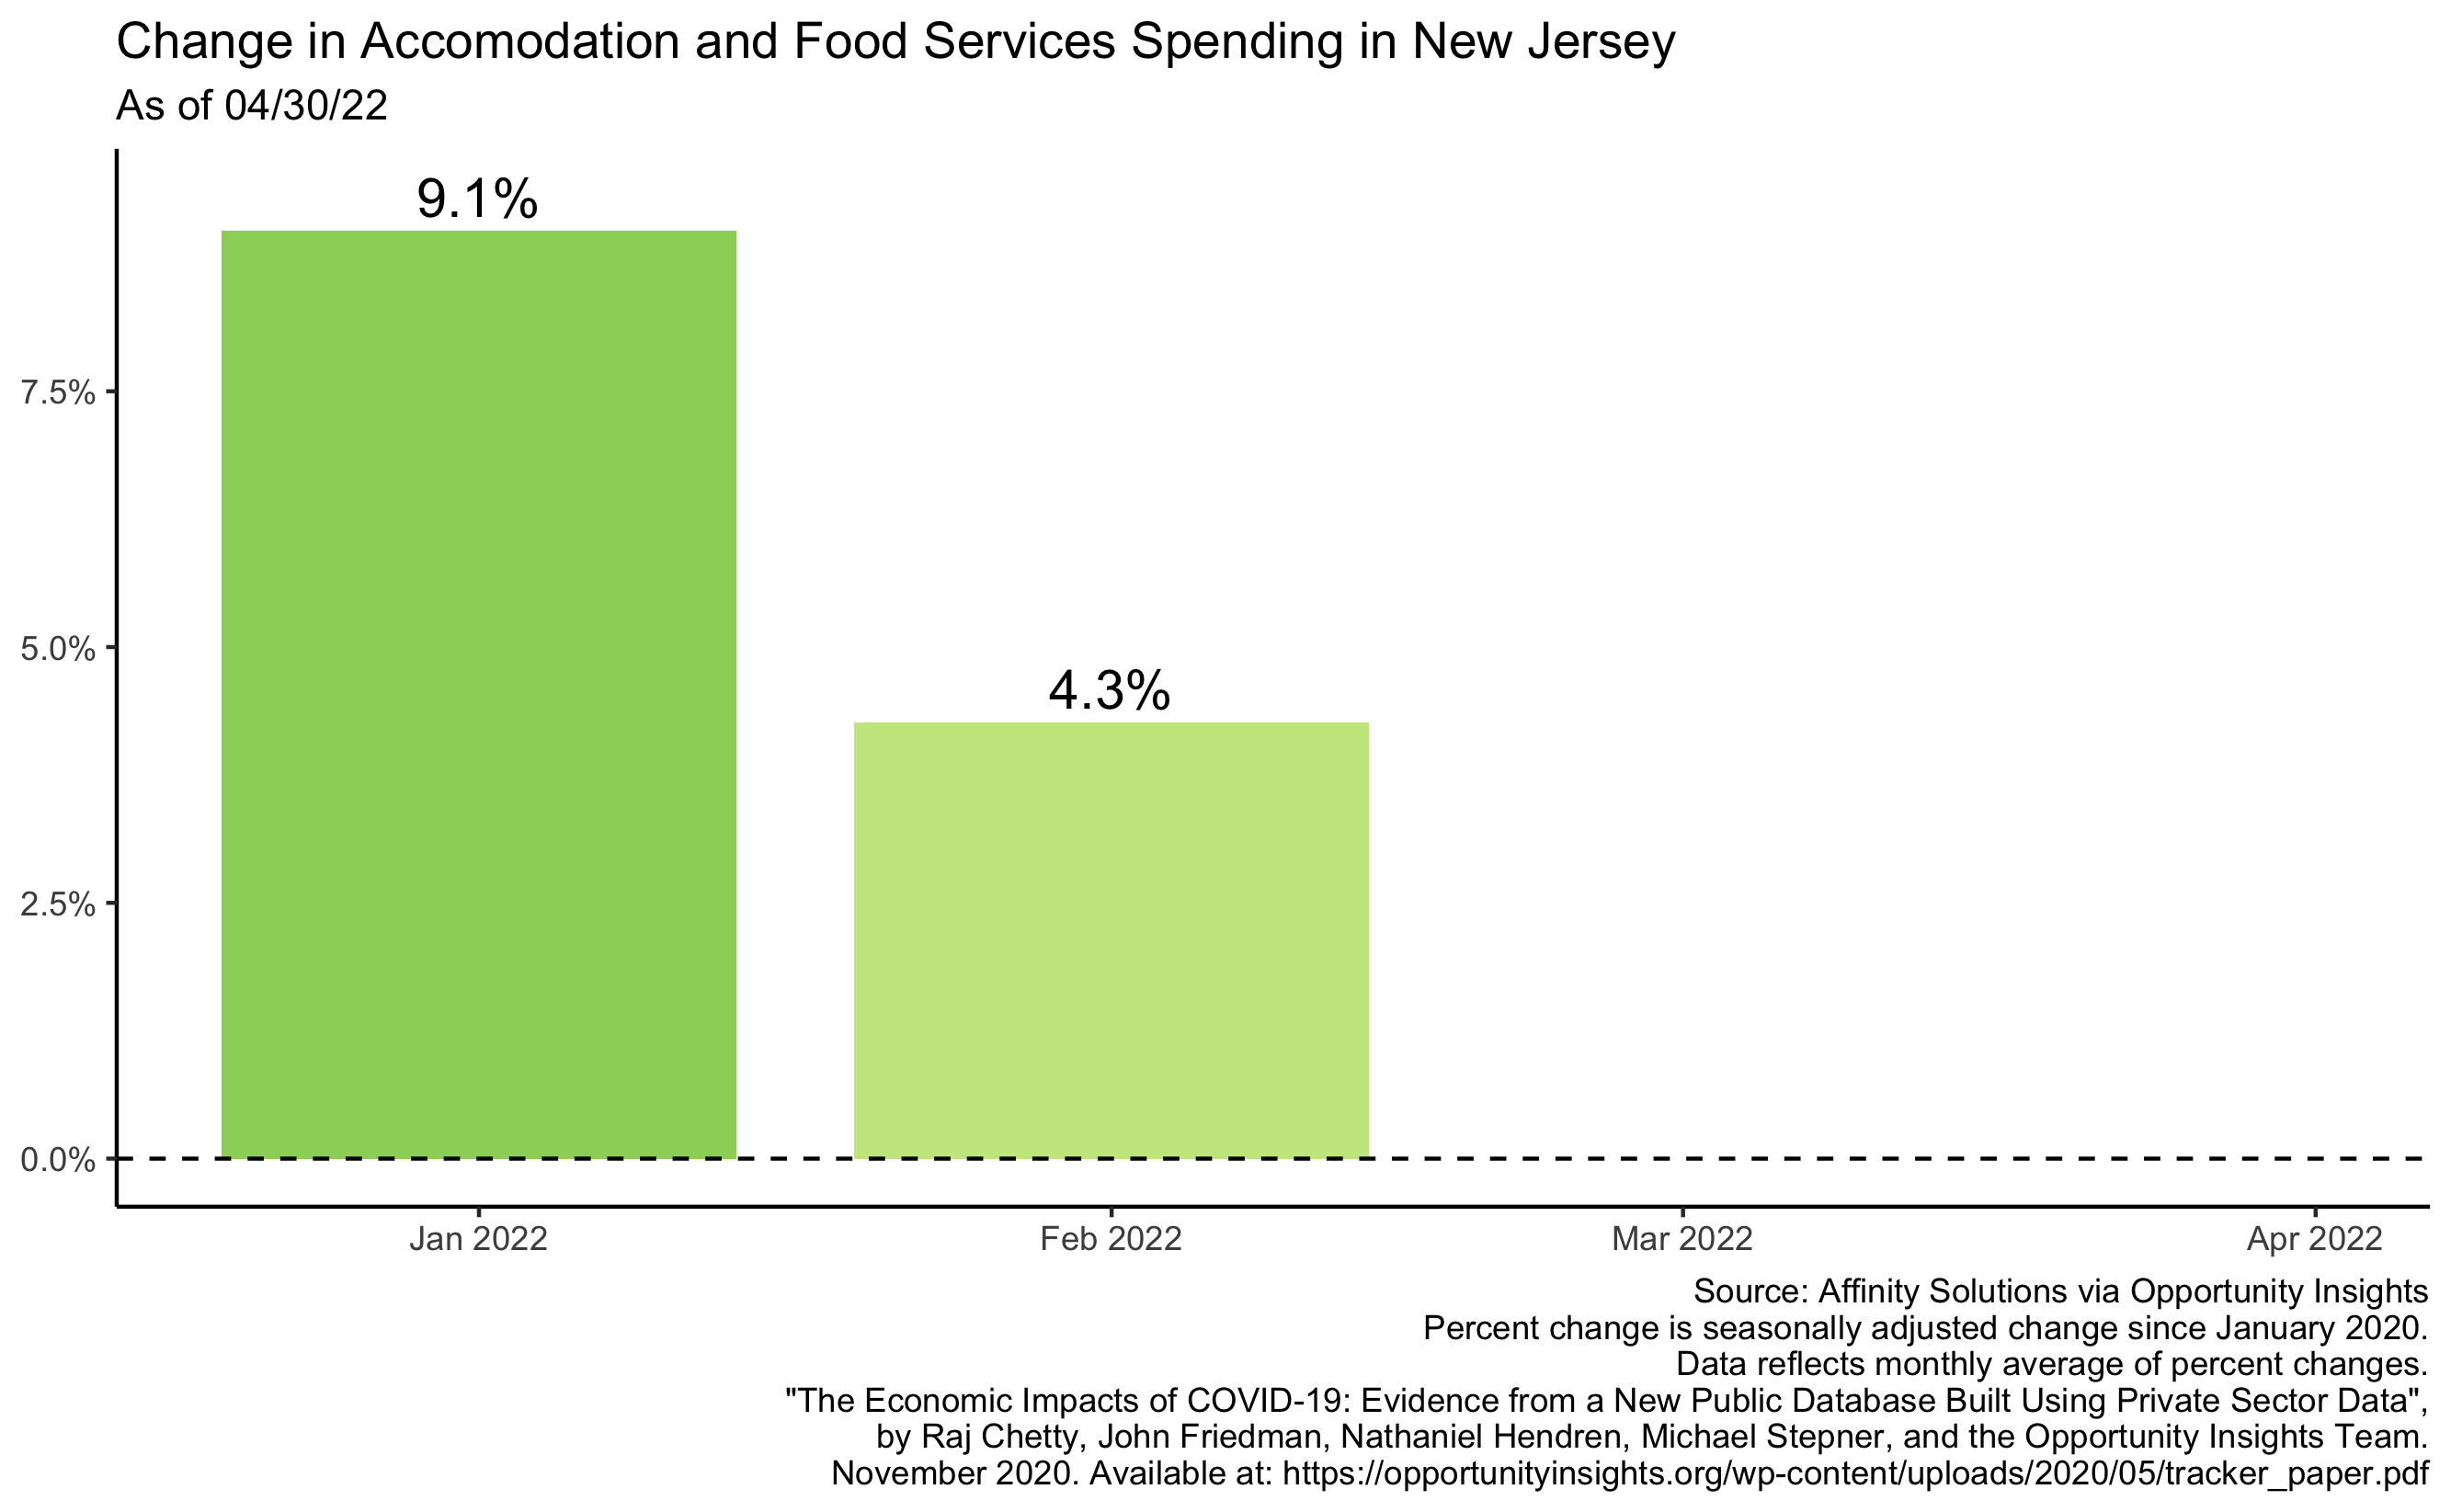 Change in Accomodation and Food Services Spending in New Jersey
As of 04/30/22
9.1%
4.3%
7.5%
5.0%
2.5%
0.0%
Jan 2022
Feb 2022
Mar 2022
Apr 2022
Source: Affinity Solutions via Opportunity Insights
Percent change is seasonally adjusted change since January 2020.
Data reflects monthly average of percent changes.
"The Economic Impacts of COVID-19: Evidence from a New Public Database Built Using Private Sector Data",
by Raj Chetty, John Friedman, Nathaniel Hendren, Michael Stepner, and the Opportunity Insights Team.
November 2020. Available at: https://opportunityinsights.org/wp-content/uploads/2020/05/tracker_paper.pdf